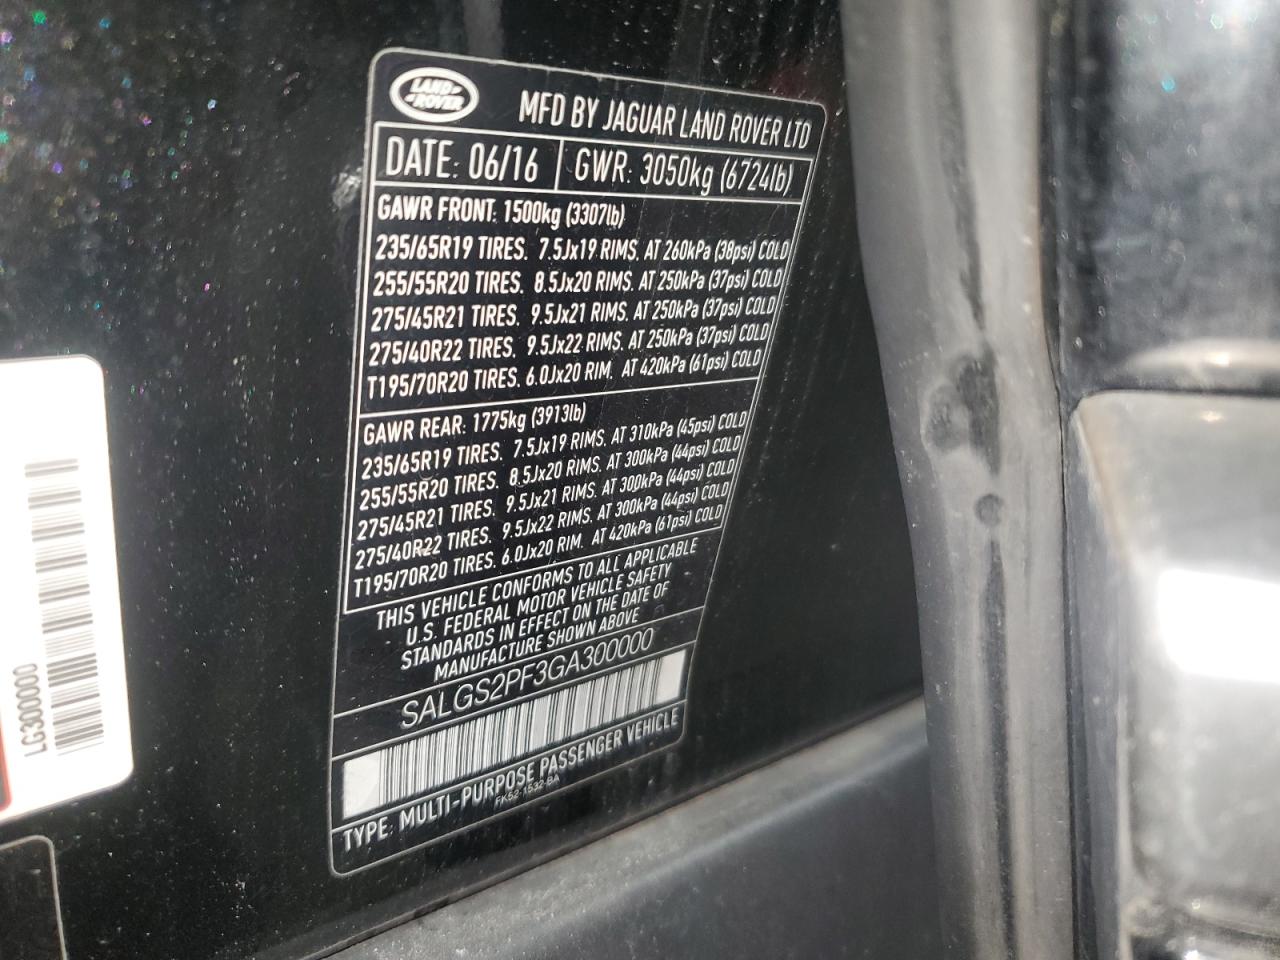 LAND
ROVER
MFD BY JAGUAR LAND ROVER LTD
DATE: 06/16 GWR: 3050kg (6724lb)
GAWR FRONT: 1500kg (3307lb)
235/65R19 TIRES. 7.5Jx19 RIMS. AT 260kPa (38psi) COLD
255/55R20 TIRES. 8.5Jx20 RIMS. AT 250kPa (37psi) COLD
275/45R21 TIRES. 9.5Jx21 RIMS. AT 250kPa (37psi) COLD
275/40R22 TIRES. 9.5Jx22 RIMS. AT 250kPa (37psi) COLD
T195/70R20 TIRES. 6.0Jx20 RIM. AT 420kPa (61psi) COLD
GAWR REAR: 1775kg (3913lb)
235/65R19 TIRES. 7.5Jx19 RIMS. AT 310kPa (45psi) COLD
255/55R20 TIRES. 8.5Jx20 RIMS. AT 300kPa (44psi) COLD
275/45R21 TIRES. 9.5Jx21 RIMS. AT 300kPa (44psi) COLD
275/40R22 TIRES. 9.5Jx22 RIMS. AT 300kPa (44psi) COLD
T195/70R20 TIRES. 6.0Jx20 RIM. AT 420kPa (61psi) COLD
THIS VEHICLE CONFORMS TO ALL APPLICABLE
U.S. FEDERAL MOTOR VEHICLE SAFETY
STANDARDS IN EFFECT ON THE DATE OF
MANUFACTURE SHOWN ABOVE
SALGS2PF3GA300000
TYPE: MULTI-PURPOSE PASSENGER VEHICLE
FK52-1532-BA
LG300000